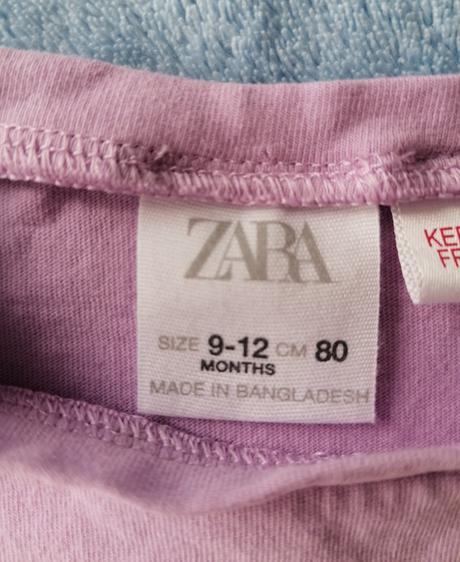 ZARA
SIZE 9-12 CM 80
MONTHS
MADE IN BANGLADESH